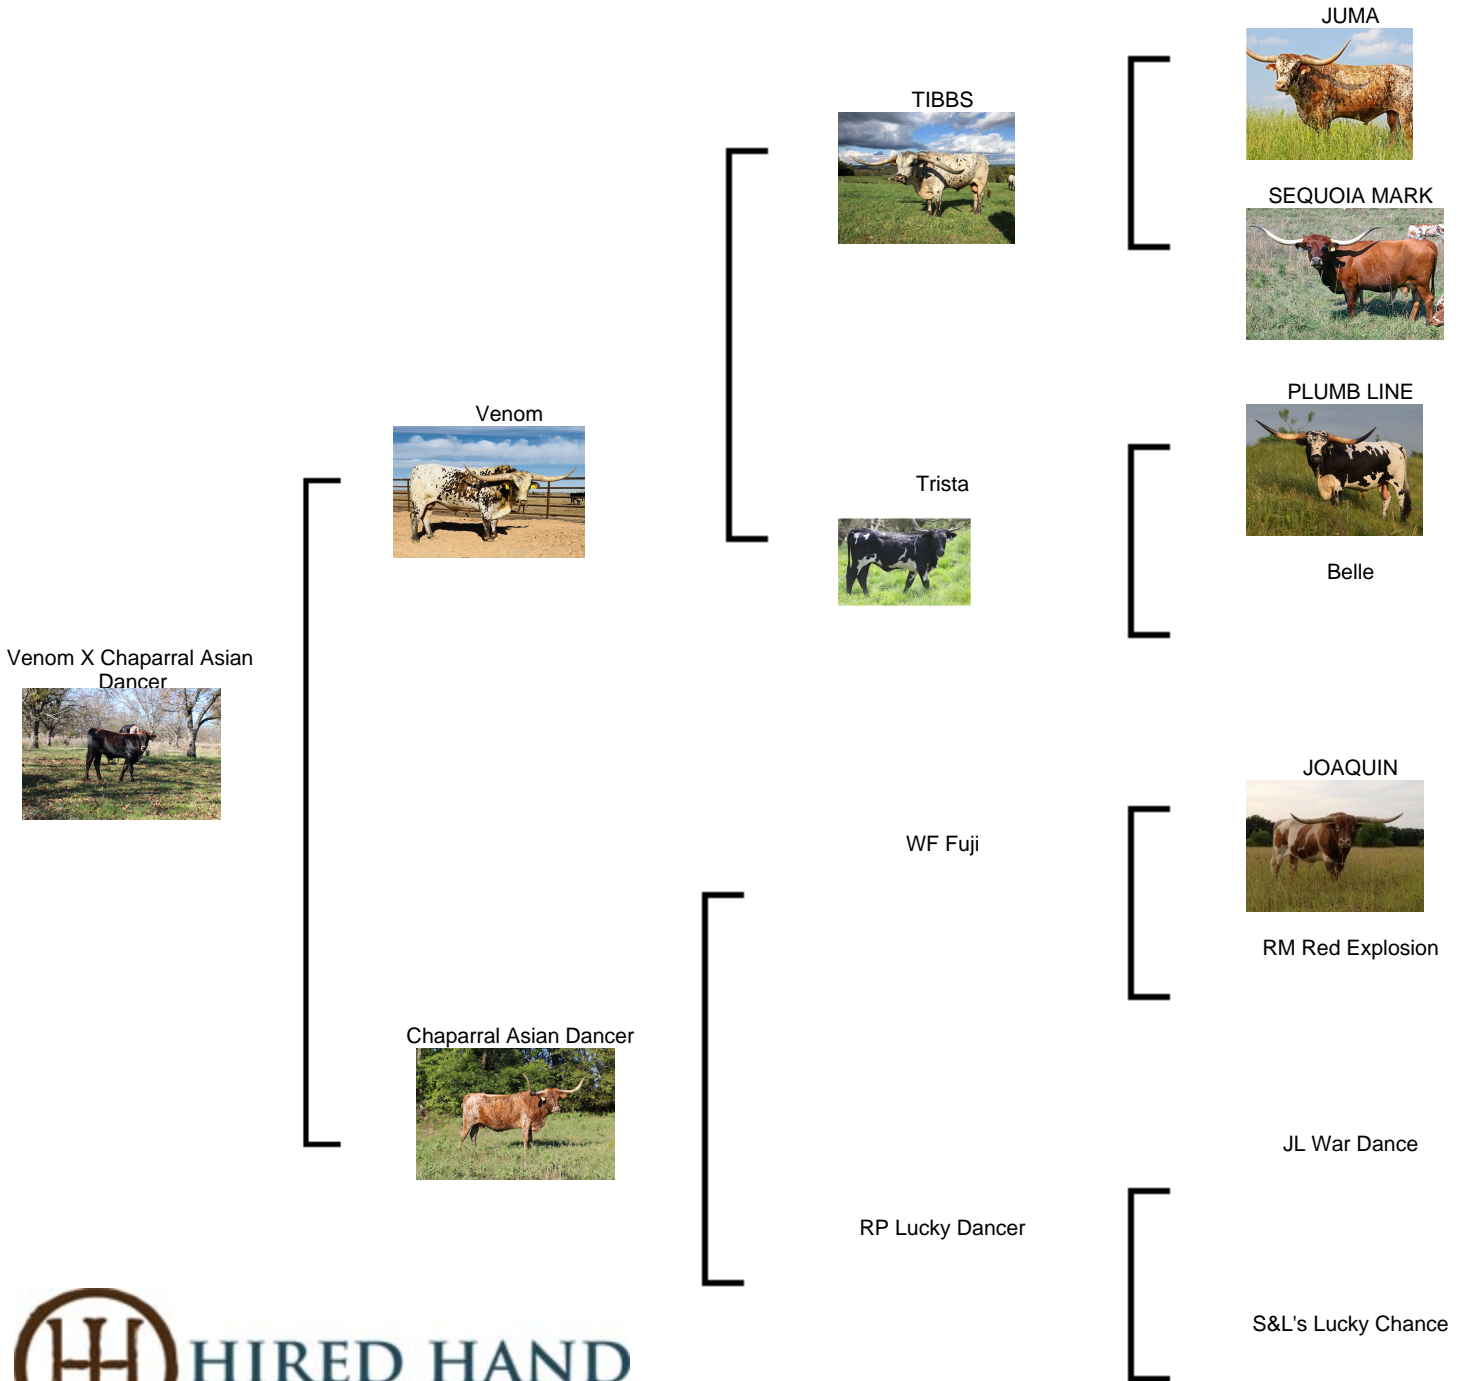 JUMA
TIBBS
SEQUOIA MARK
PLUMB LINE
Venom
Trista
Belle
Venom X Chaparral Asian
Dancer
JOAQUIN
WF Fuji
RM Red Explosion
Chaparral Asian Dancer
JL War Dance
RP Lucky Dancer
S&L's Lucky Chance
HIRED HAND